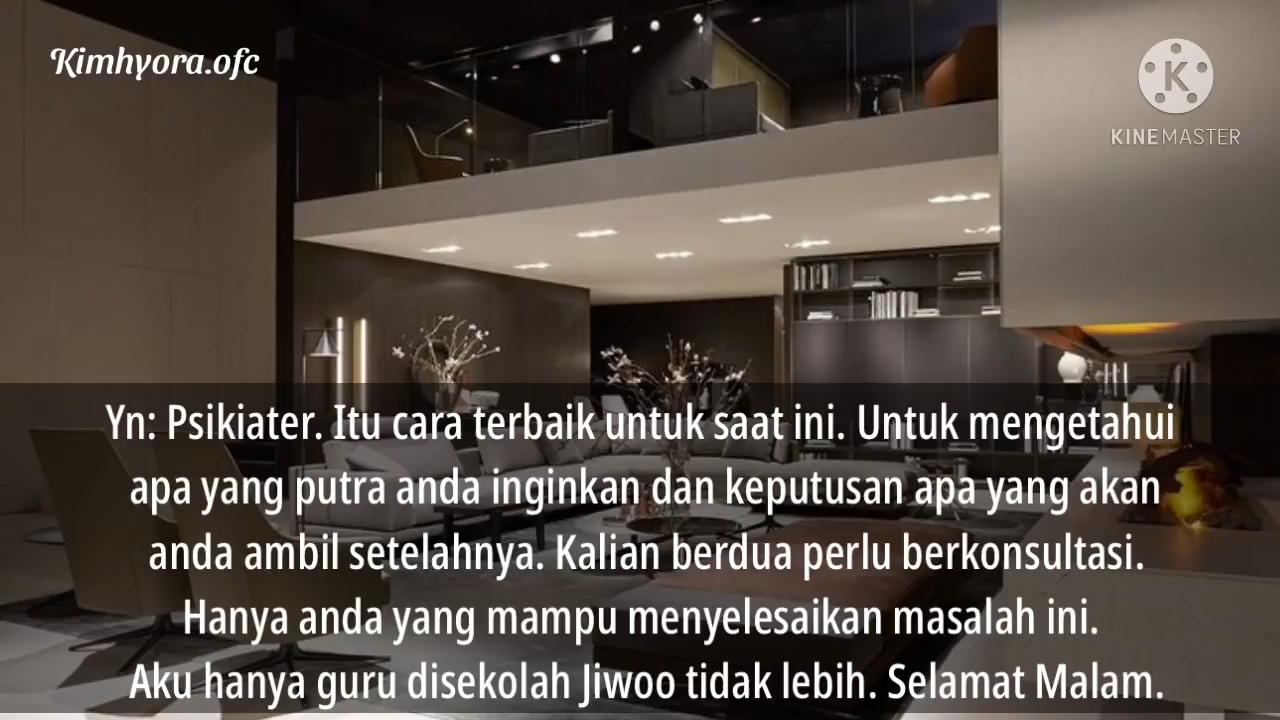 Kimhyora.ofc
K
KINEMASTER
Yn: Psikiater. Itu cara terbaik untuk saat ini. Untuk mengetahui
apa yang putra anda inginkan dan keputusan apa yang akan
anda ambil setelahnya. Kalian berdua perlu berkonsultasi.
Hanya anda yang mampu menyelesaikan masalah ini.
Aku hanya guru disekolah Jiwoo tidak lebih. Selamat Malam.